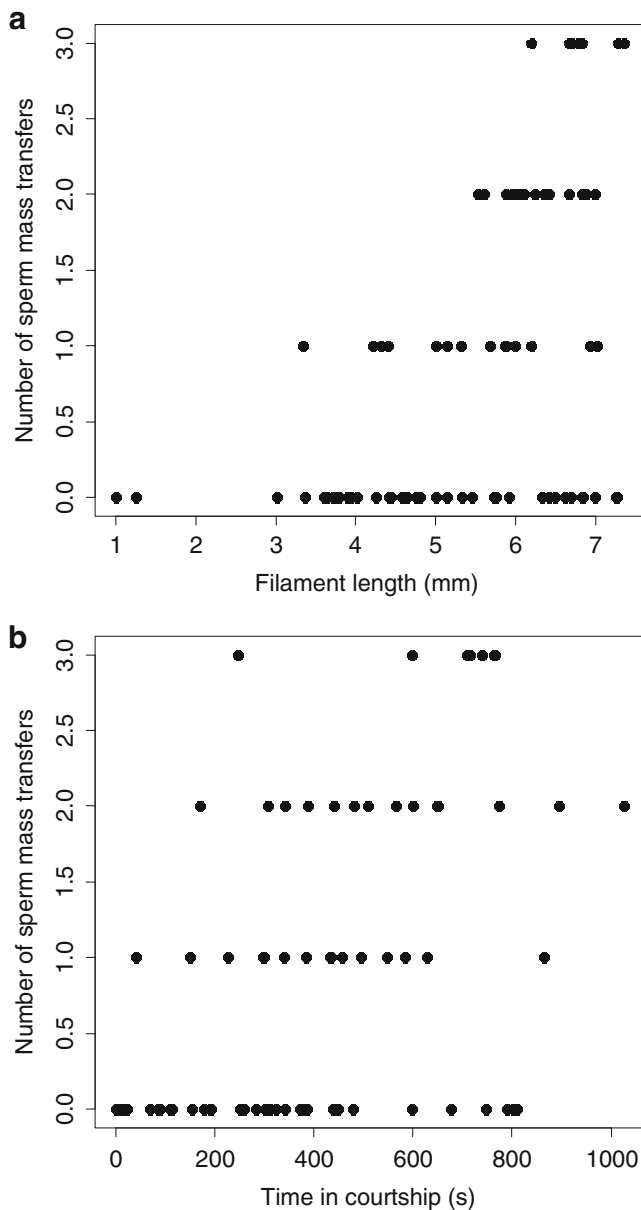 a
3.0
2.5
2.0
1.5
1.0
0.5
0.0
Number of sperm mass transfers
1 2 3 4 5 6 7
Filament length (mm)
b
3.0
2.5
2.0
1.5
1.0
0.5
0.0
Number of sperm mass transfers
0 200 400 600 800 1000
Time in courtship (s)